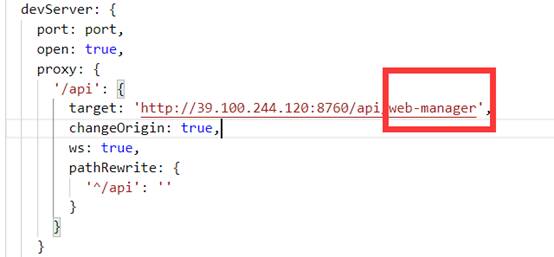 devServer: {
port: port,
open: true,
proxy: {
'/api': {
target: 'http://39.100.244.120:8760/api/web-manager',
changeOrigin: true,
ws: true,
pathRewrite: {
'^/api': ''
}
}
}